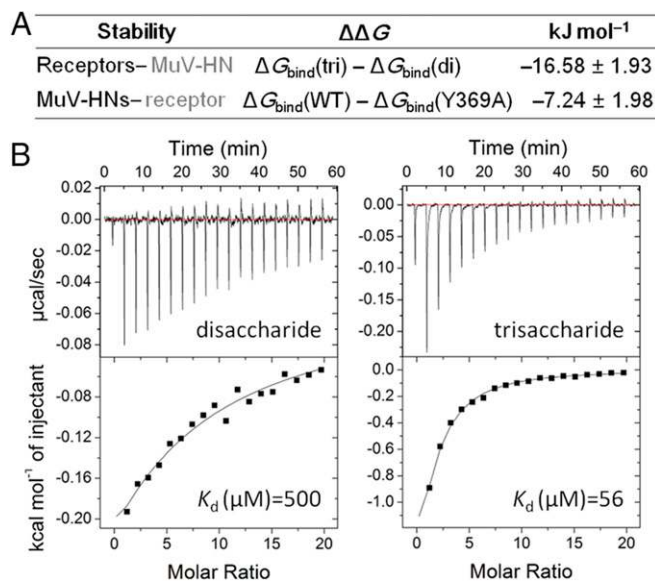 A
Stability ΔΔG kJ mol⁻¹
Receptors–MuV-HN ΔG_bind(tri) – ΔG_bind(di) –16.58 ± 1.93
MuV-HNs–receptor ΔG_bind(WT) – ΔG_bind(Y369A) –7.24 ± 1.98
B
Time (min)
0 10 20 30 40 50 60
0.02
0.00
-0.02
-0.04
-0.06
-0.08
µcal/sec
disaccharide
-0.08
-0.12
-0.16
-0.20
kcal mol⁻¹ of injectant
K_d (µM)=500
0 5 10 15 20
Molar Ratio
Time (min)
0 10 20 30 40 50 60
0.00
-0.05
-0.10
-0.15
-0.20
trisaccharide
0.0
-0.2
-0.4
-0.6
-0.8
-1.0
K_d (µM)=56
0 5 10 15 20
Molar Ratio